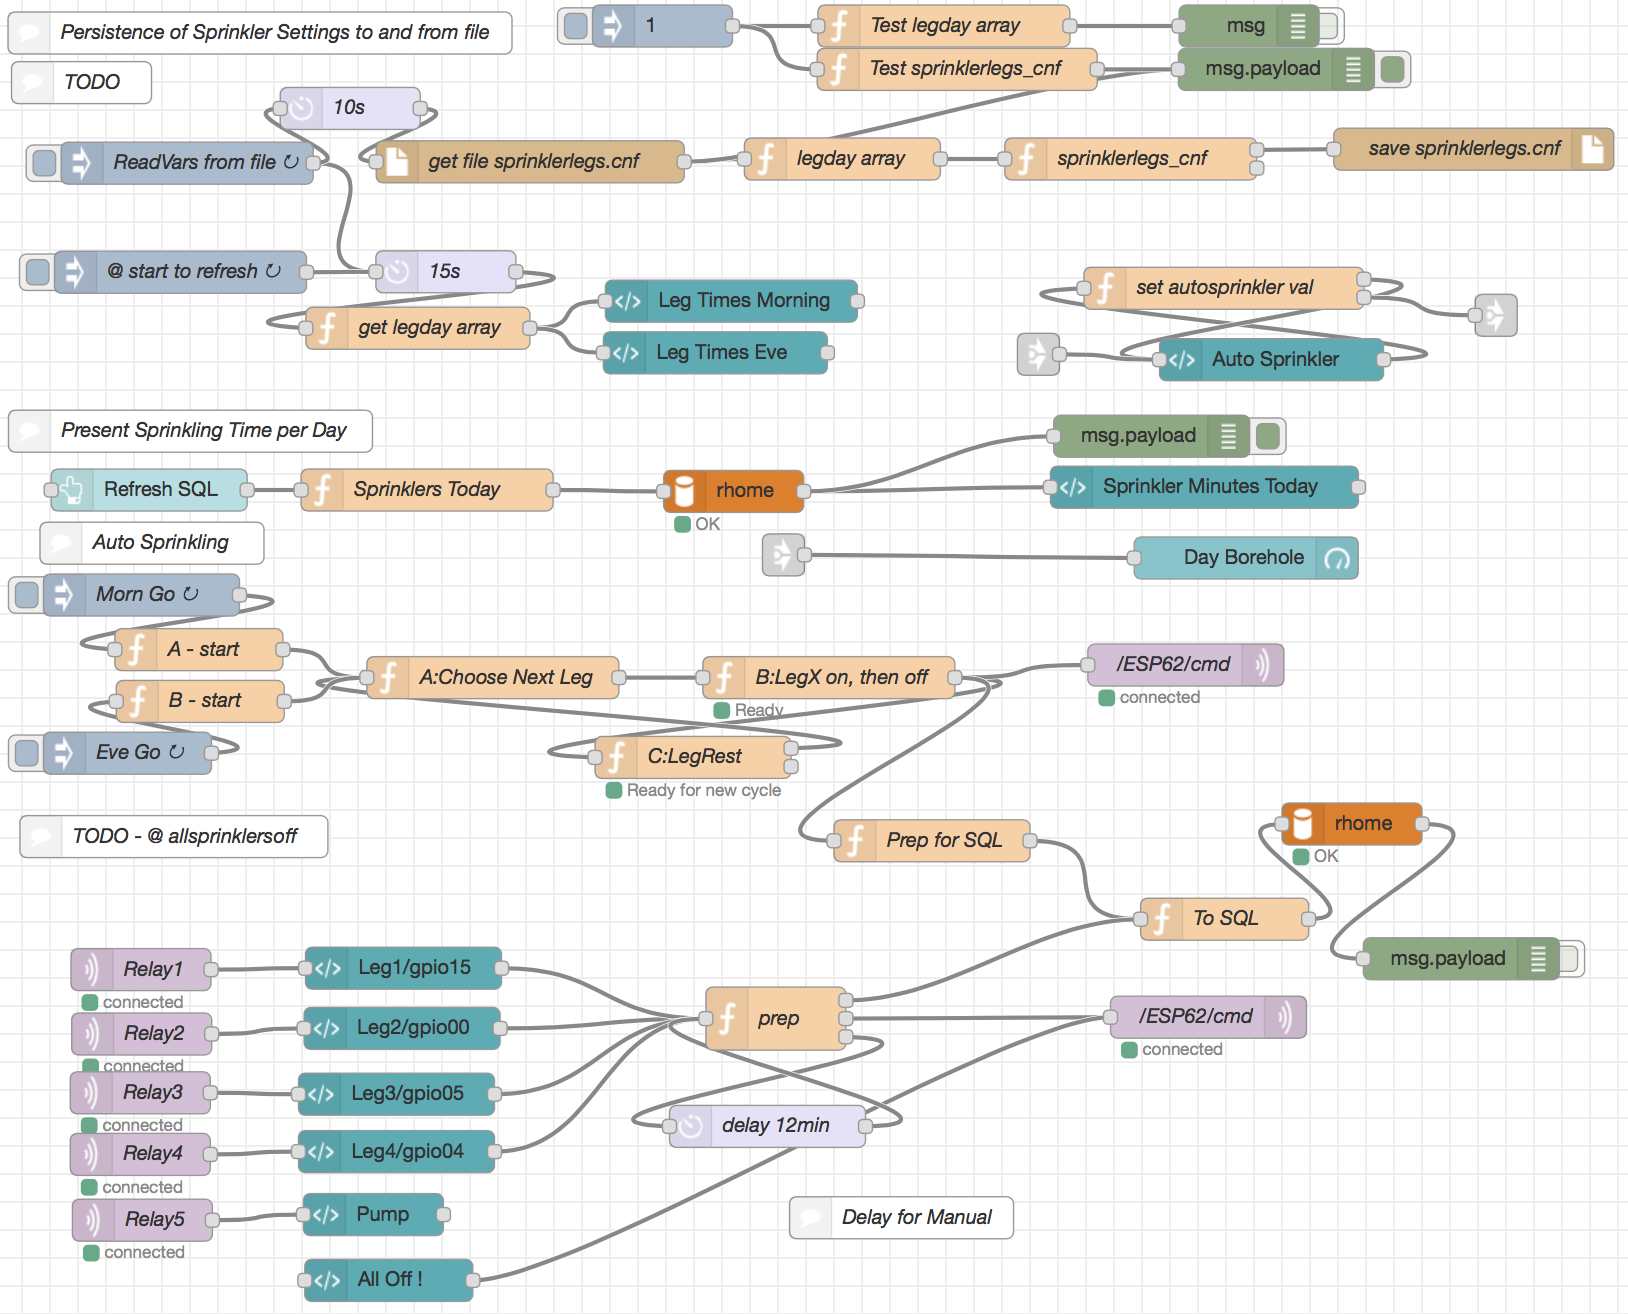 Persistence of Sprinkler Settings to and from file
1
Test legday array
msg
TODO
Test sprinklerlegs_cnf
msg.payload
10s
ReadVars from file ↻
get file sprinklerlegs.cnf
legday array
sprinklerlegs_cnf
save sprinklerlegs.cnf
@ start to refresh ↻
15s
get legday array
Leg Times Morning
Leg Times Eve
set autosprinkler val
Auto Sprinkler
Present Sprinkling Time per Day
msg.payload
Refresh SQL
Sprinklers Today
rhome
OK
Sprinkler Minutes Today
Auto Sprinkling
Day Borehole
Morn Go ↻
A - start
B - start
Eve Go ↻
A:Choose Next Leg
B:LegX on, then off
Ready
/ESP62/cmd
connected
C:LegRest
Ready for new cycle
TODO - @ allsprinklersoff
Prep for SQL
rhome
OK
To SQL
msg.payload
Relay1
connected
Leg1/gpio15
Relay2
connected
Leg2/gpio00
prep
/ESP62/cmd
connected
Relay3
connected
Leg3/gpio05
delay 12min
Relay4
connected
Leg4/gpio04
Relay5
connected
Pump
Delay for Manual
All Off !